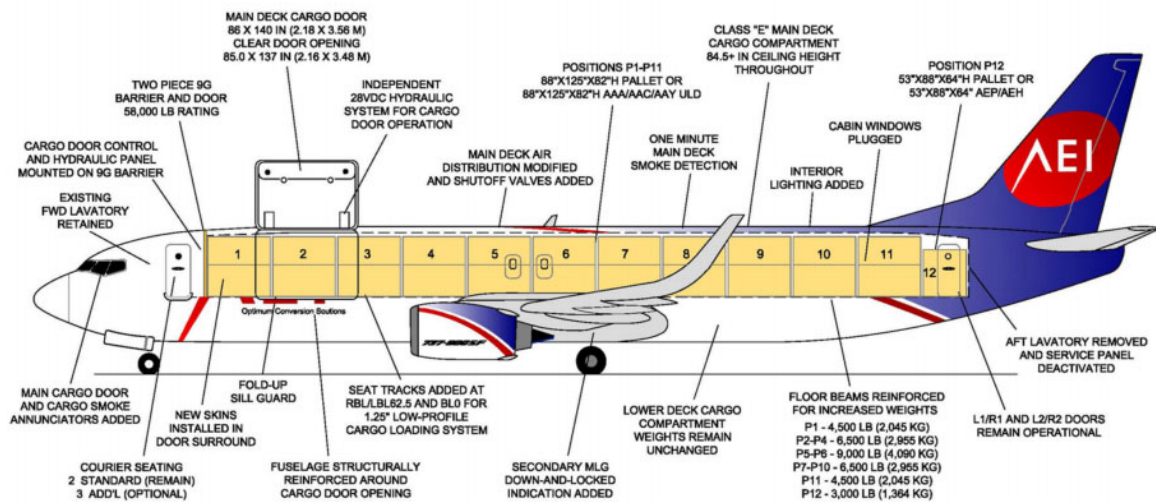 MAIN DECK CARGO DOOR
86 X 140 IN (2.18 X 3.56 M)
CLEAR DOOR OPENING
85.0 X 137 IN (2.16 X 3.48 M)
TWO PIECE 9G
BARRIER AND DOOR
58,000 LB RATING
INDEPENDENT
28VDC HYDRAULIC
SYSTEM FOR CARGO
DOOR OPERATION
POSITIONS P1-P11
88"X125"X82"H PALLET OR
88"X125"X82"H AAA/AAC/AAY ULD
CLASS "E" MAIN DECK
CARGO COMPARTMENT
84.5+ IN CEILING HEIGHT
THROUGHOUT
POSITION P12
53"X88"X64"H PALLET OR
53"X88"X64" AEP/AEH
CARGO DOOR CONTROL
AND HYDRAULIC PANEL
MOUNTED ON 9G BARRIER
EXISTING
FWD LAVATORY
RETAINED
MAIN DECK AIR
DISTRIBUTION MODIFIED
AND SHUTOFF VALVES ADDED
ONE MINUTE
MAIN DECK
SMOKE DETECTION
INTERIOR
LIGHTING ADDED
CABIN WINDOWS
PLUGGED
AEI
1 2 3 4 5 6 7 8 9 10 11 12
Optimum Conversion Solutions
737-800SF
MAIN CARGO DOOR
AND CARGO SMOKE
ANNUNCIATORS ADDED
NEW SKINS
INSTALLED IN
DOOR SURROUND
FOLD-UP
SILL GUARD
SEAT TRACKS ADDED AT
RBL/LBL62.5 AND BL0 FOR
1.25" LOW-PROFILE
CARGO LOADING SYSTEM
LOWER DECK CARGO
COMPARTMENT
WEIGHTS REMAIN
UNCHANGED
FLOOR BEAMS REINFORCED
FOR INCREASED WEIGHTS
P1 - 4,500 LB (2,045 KG)
P2-P4 - 6,500 LB (2,955 KG)
P5-P6 - 9,000 LB (4,090 KG)
P7-P10 - 6,500 LB (2,955 KG)
P11 - 4,500 LB (2,045 KG)
P12 - 3,000 LB (1,364 KG)
AFT LAVATORY REMOVED
AND SERVICE PANEL
DEACTIVATED
L1/R1 AND L2/R2 DOORS
REMAIN OPERATIONAL
COURIER SEATING
2 STANDARD (REMAIN)
3 ADD'L (OPTIONAL)
FUSELAGE STRUCTURALLY
REINFORCED AROUND
CARGO DOOR OPENING
SECONDARY MLG
DOWN-AND-LOCKED
INDICATION ADDED